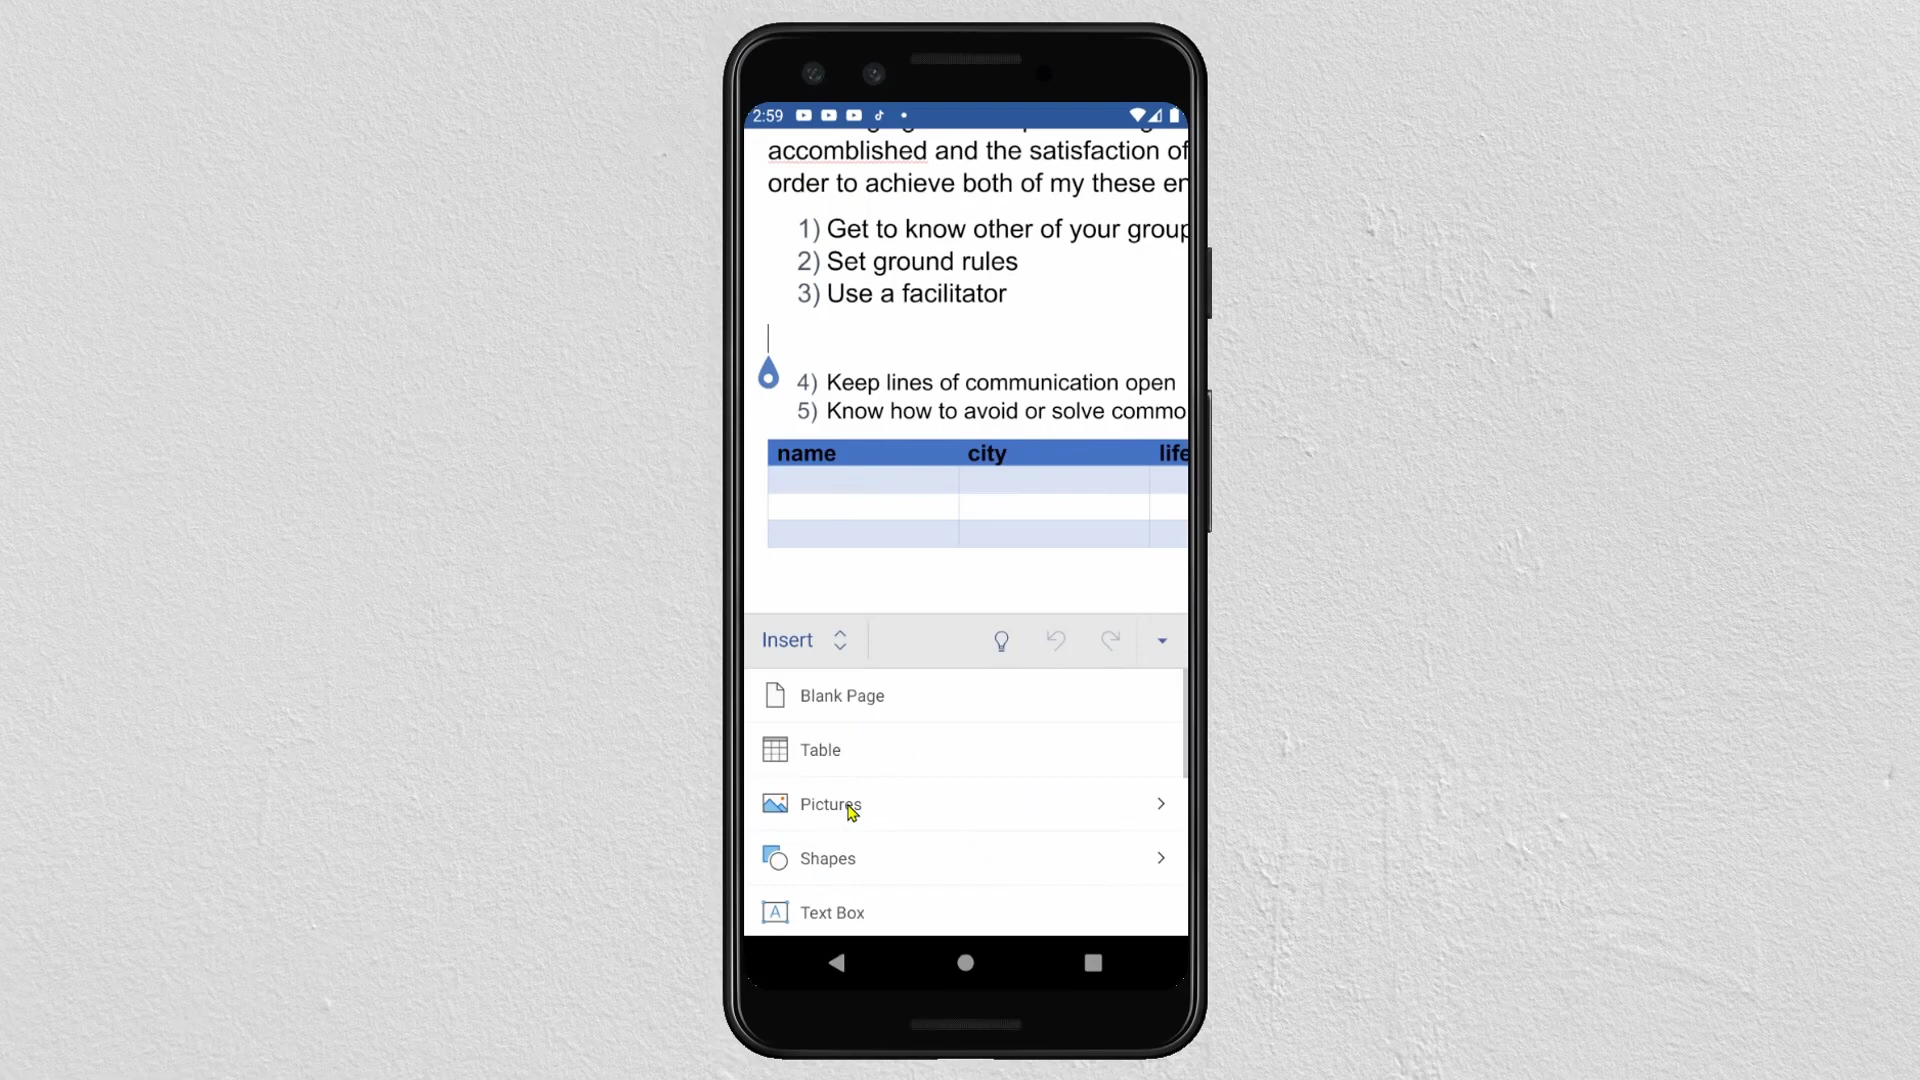 2:59
accomblished and the satisfaction of
order to achieve both of my these en
1) Get to know other of your group
2) Set ground rules
3) Use a facilitator
4) Keep lines of communication open
5) Know how to avoid or solve commo
name city life
Insert
Blank Page
Table
Pictures
Shapes
A Text Box